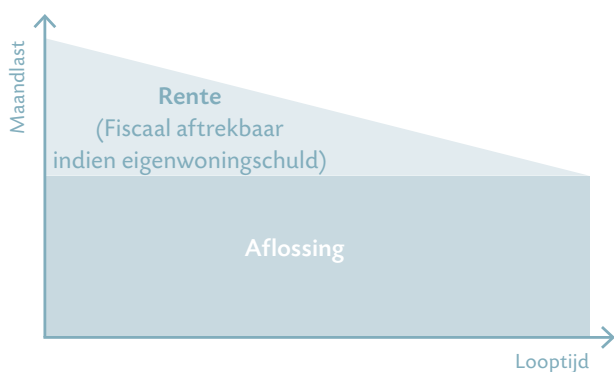 Maandlast
Rente
(Fiscaal aftrekbaar
indien eigenwoningschuld)
Aflossing
Looptijd